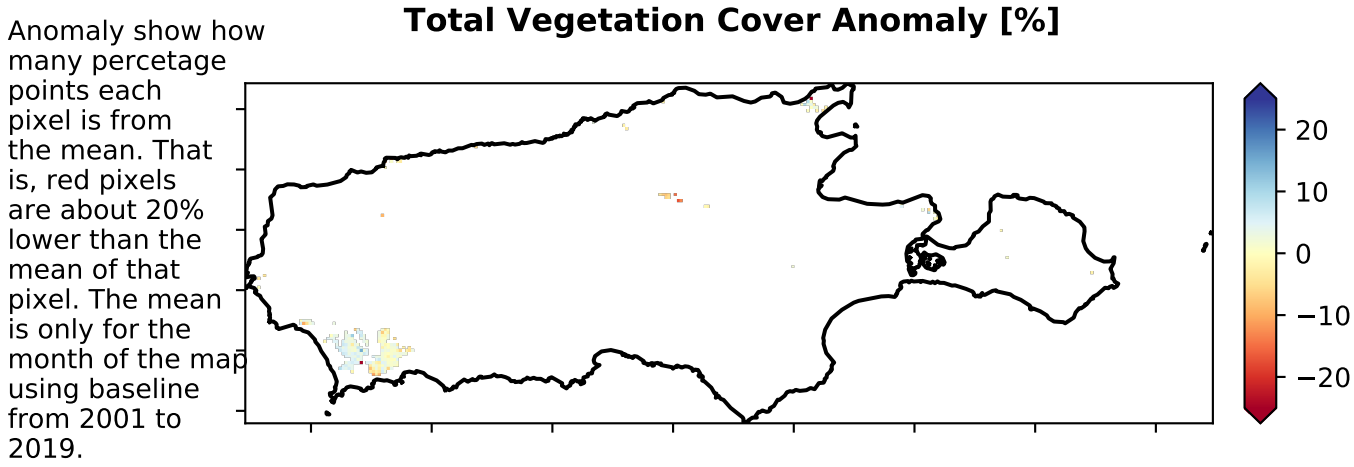 Total Vegetation Cover Anomaly [%]
Anomaly show how
many percetage
points each
pixel is from
the mean. That
is, red pixels
are about 20%
lower than the
mean of that
pixel. The mean
is only for the
month of the map
using baseline
from 2001 to
2019.
20
10
0
−10
−20